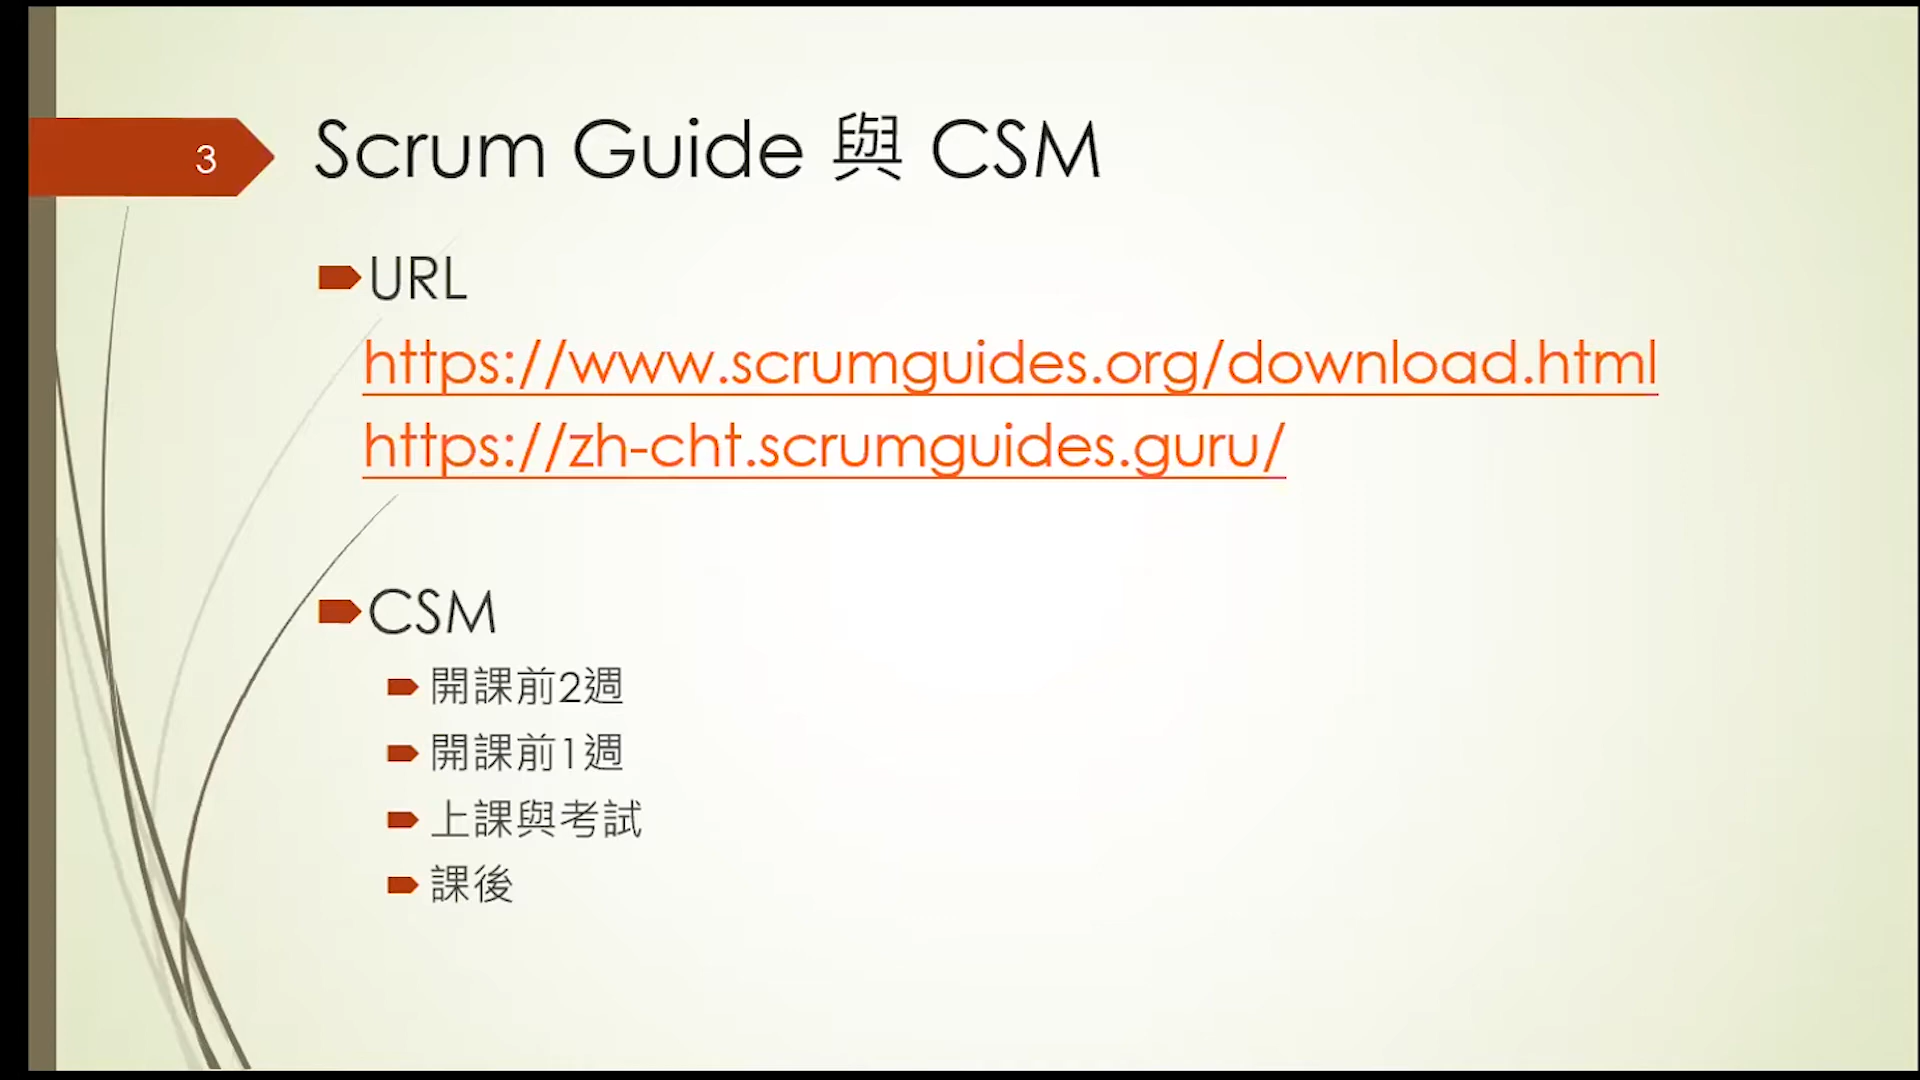 3
Scrum Guide 與 CSM
URL
https://www.scrumguides.org/download.html
https://zh-cht.scrumguides.guru/
CSM
開課前2週
開課前1週
上課與考試
課後